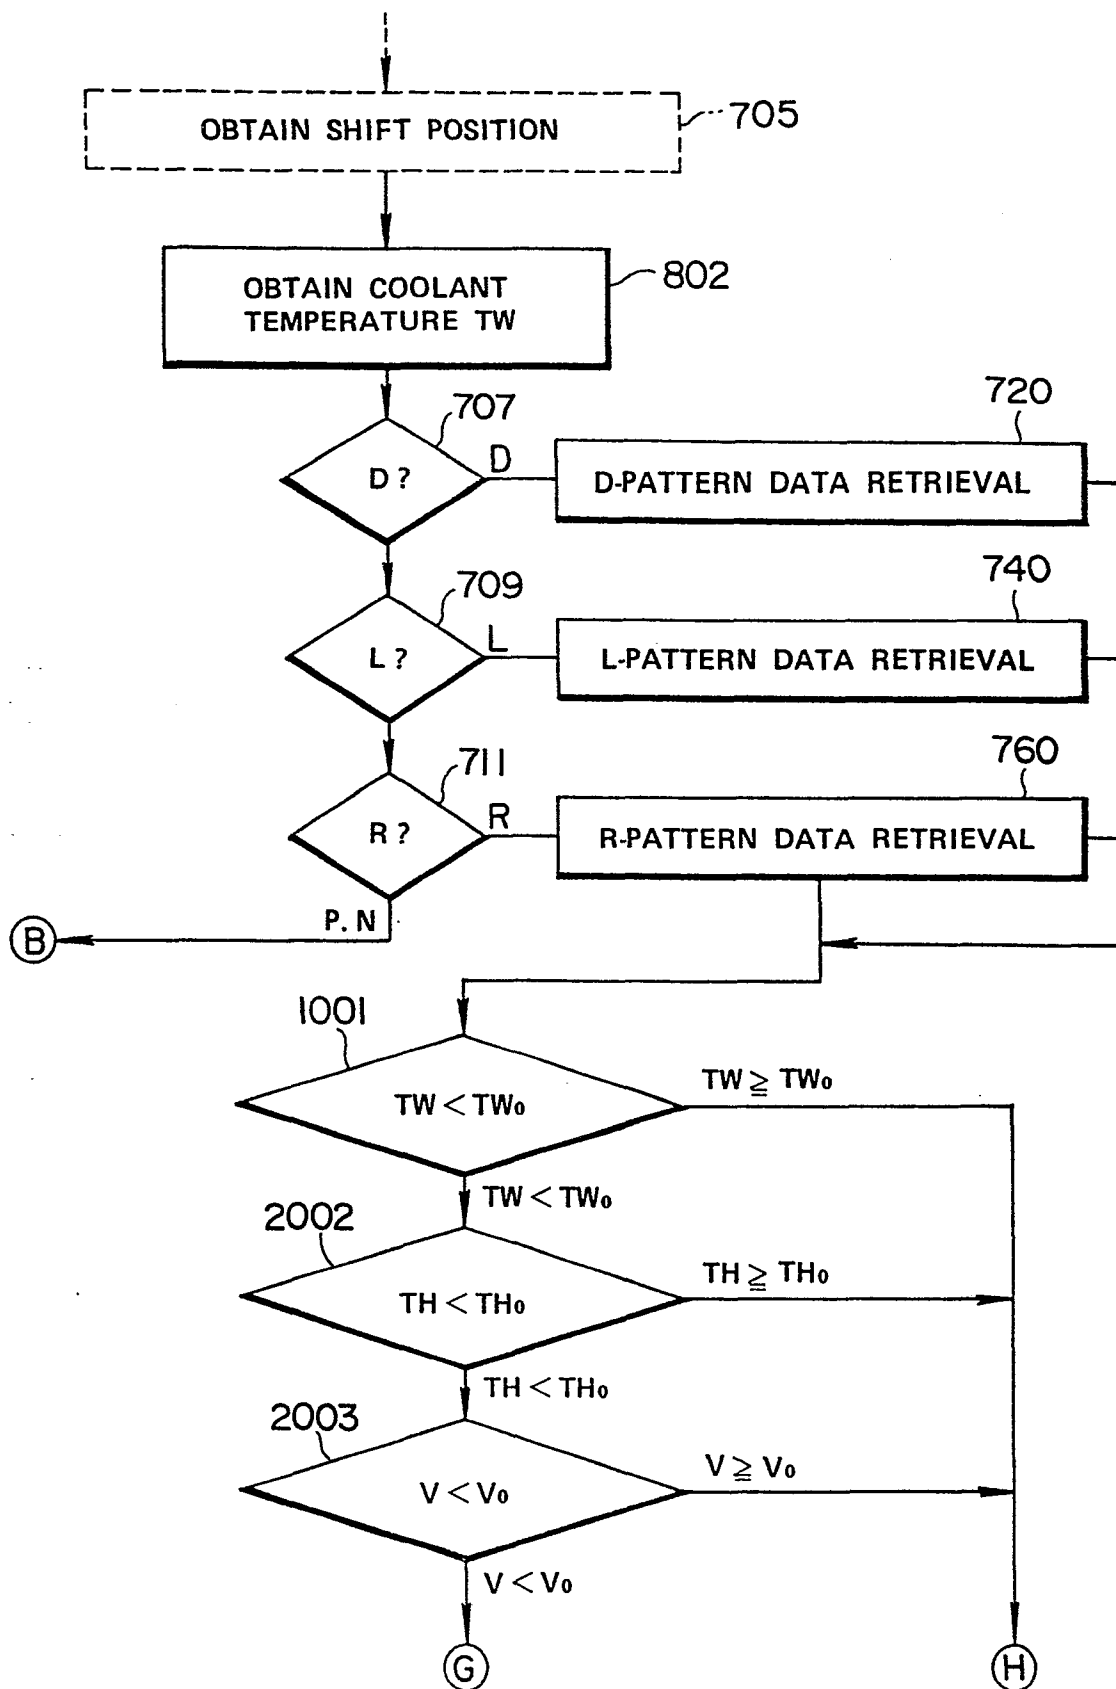 OBTAIN SHIFT POSITION
705
OBTAIN COOLANT
TEMPERATURE TW
802
707
D?
D
720
D-PATTERN DATA RETRIEVAL
709
L?
L
740
L-PATTERN DATA RETRIEVAL
711
R?
R
760
R-PATTERN DATA RETRIEVAL
P. N
B
1001
TW < TW₀
TW ≧ TW₀
TW < TW₀
2002
TH < TH₀
TH ≧ TH₀
TH < TH₀
2003
V < V₀
V ≧ V₀
V < V₀
G
H